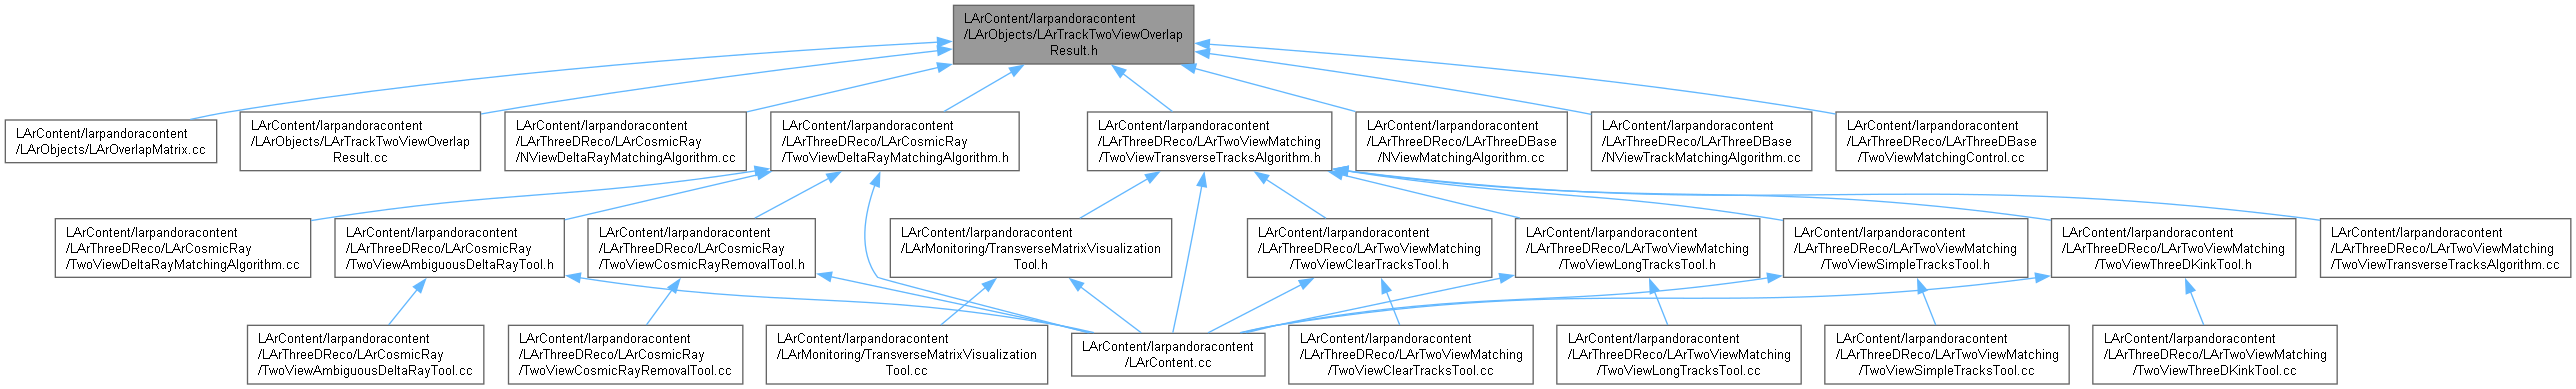 LArContent/larpandoracontent
/LArObjects/LArTrackTwoViewOverlap
Result.h
LArContent/larpandoracontent
/LArObjects/LArOverlapMatrix.cc
LArContent/larpandoracontent
/LArObjects/LArTrackTwoViewOverlap
Result.cc
LArContent/larpandoracontent
/LArThreeDReco/LArCosmicRay
/NViewDeltaRayMatchingAlgorithm.cc
LArContent/larpandoracontent
/LArThreeDReco/LArCosmicRay
/TwoViewDeltaRayMatchingAlgorithm.h
LArContent/larpandoracontent
/LArThreeDReco/LArTwoViewMatching
/TwoViewTransverseTracksAlgorithm.h
LArContent/larpandoracontent
/LArThreeDReco/LArThreeDBase
/NViewMatchingAlgorithm.cc
LArContent/larpandoracontent
/LArThreeDReco/LArThreeDBase
/NViewTrackMatchingAlgorithm.cc
LArContent/larpandoracontent
/LArThreeDReco/LArThreeDBase
/TwoViewMatchingControl.cc
LArContent/larpandoracontent
/LArThreeDReco/LArCosmicRay
/TwoViewDeltaRayMatchingAlgorithm.cc
LArContent/larpandoracontent
/LArThreeDReco/LArCosmicRay
/TwoViewAmbiguousDeltaRayTool.h
LArContent/larpandoracontent
/LArThreeDReco/LArCosmicRay
/TwoViewCosmicRayRemovalTool.h
LArContent/larpandoracontent
/LArMonitoring/TransverseMatrixVisualization
Tool.h
LArContent/larpandoracontent
/LArThreeDReco/LArTwoViewMatching
/TwoViewClearTracksTool.h
LArContent/larpandoracontent
/LArThreeDReco/LArTwoViewMatching
/TwoViewLongTracksTool.h
LArContent/larpandoracontent
/LArThreeDReco/LArTwoViewMatching
/TwoViewSimpleTracksTool.h
LArContent/larpandoracontent
/LArThreeDReco/LArTwoViewMatching
/TwoViewThreeDKinkTool.h
LArContent/larpandoracontent
/LArThreeDReco/LArTwoViewMatching
/TwoViewTransverseTracksAlgorithm.cc
LArContent/larpandoracontent
/LArThreeDReco/LArCosmicRay
/TwoViewAmbiguousDeltaRayTool.cc
LArContent/larpandoracontent
/LArThreeDReco/LArCosmicRay
/TwoViewCosmicRayRemovalTool.cc
LArContent/larpandoracontent
/LArMonitoring/TransverseMatrixVisualization
Tool.cc
LArContent/larpandoracontent
/LArContent.cc
LArContent/larpandoracontent
/LArThreeDReco/LArTwoViewMatching
/TwoViewClearTracksTool.cc
LArContent/larpandoracontent
/LArThreeDReco/LArTwoViewMatching
/TwoViewLongTracksTool.cc
LArContent/larpandoracontent
/LArThreeDReco/LArTwoViewMatching
/TwoViewSimpleTracksTool.cc
LArContent/larpandoracontent
/LArThreeDReco/LArTwoViewMatching
/TwoViewThreeDKinkTool.cc